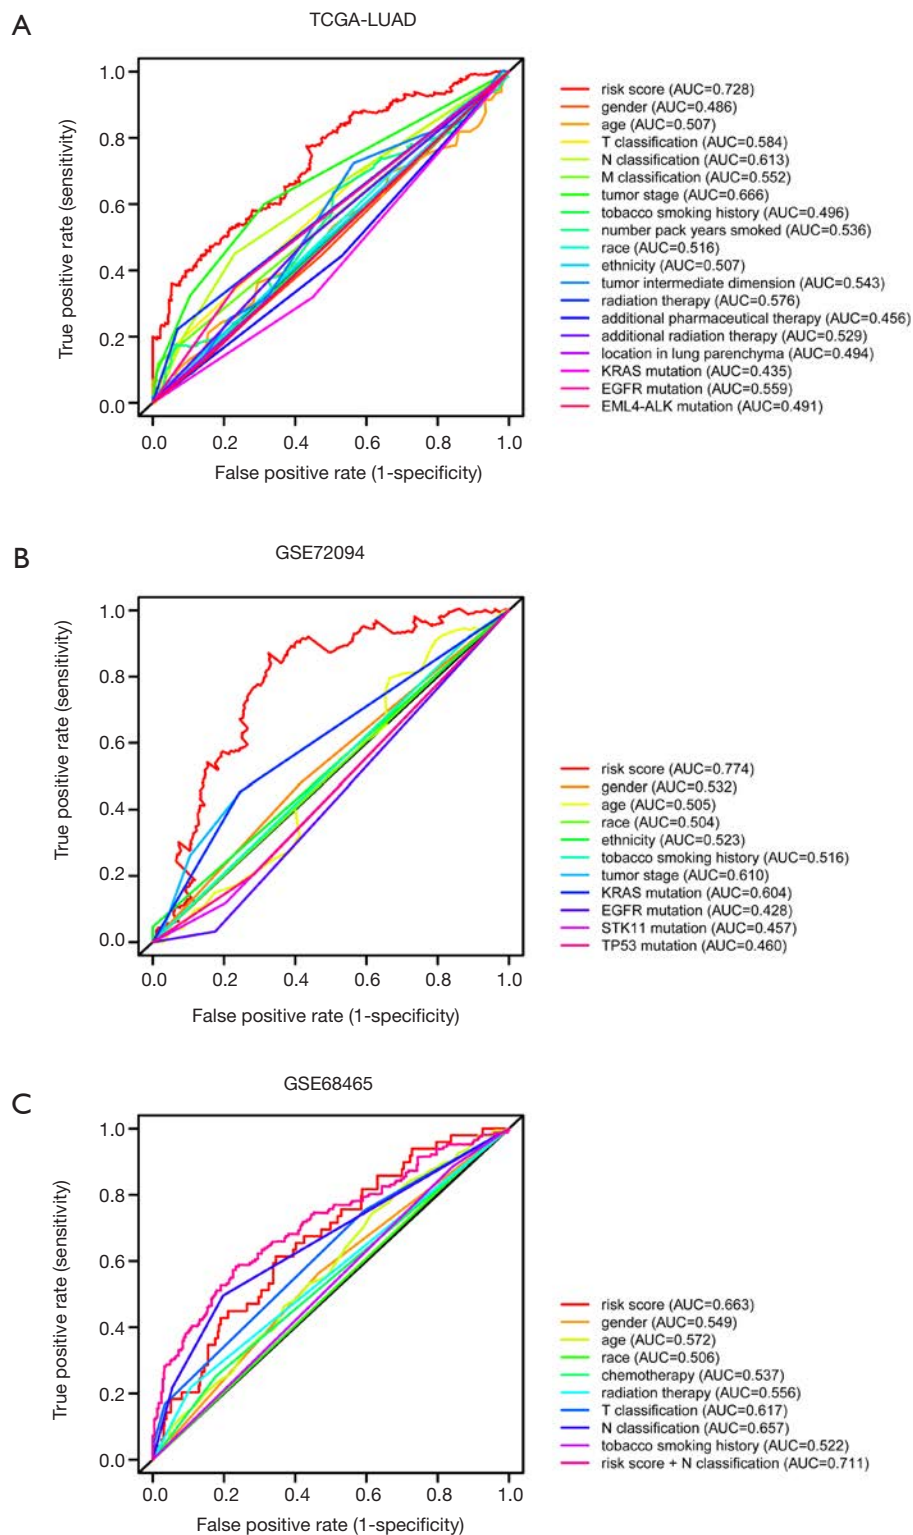 A
TCGA-LUAD
True positive rate (sensitivity)
1.0
0.8
0.6
0.4
0.2
0.0
0.0 0.2 0.4 0.6 0.8 1.0
False positive rate (1-specificity)
risk score (AUC=0.728)
gender (AUC=0.486)
age (AUC=0.507)
T classification (AUC=0.584)
N classification (AUC=0.613)
M classification (AUC=0.552)
tumor stage (AUC=0.666)
tobacco smoking history (AUC=0.496)
number pack years smoked (AUC=0.536)
race (AUC=0.516)
ethnicity (AUC=0.507)
tumor intermediate dimension (AUC=0.543)
radiation therapy (AUC=0.576)
additional pharmaceutical therapy (AUC=0.456)
additional radiation therapy (AUC=0.529)
location in lung parenchyma (AUC=0.494)
KRAS mutation (AUC=0.435)
EGFR mutation (AUC=0.559)
EML4-ALK mutation (AUC=0.491)
B
GSE72094
True positive rate (sensitivity)
1.0
0.8
0.6
0.4
0.2
0.0
0.0 0.2 0.4 0.6 0.8 1.0
False positive rate (1-specificity)
risk score (AUC=0.774)
gender (AUC=0.532)
age (AUC=0.505)
race (AUC=0.504)
ethnicity (AUC=0.523)
tobacco smoking history (AUC=0.516)
tumor stage (AUC=0.610)
KRAS mutation (AUC=0.604)
EGFR mutation (AUC=0.428)
STK11 mutation (AUC=0.457)
TP53 mutation (AUC=0.460)
C
GSE68465
True positive rate (sensitivity)
1.0
0.8
0.6
0.4
0.2
0.0
0.0 0.2 0.4 0.6 0.8 1.0
False positive rate (1-specificity)
risk score (AUC=0.663)
gender (AUC=0.549)
age (AUC=0.572)
race (AUC=0.506)
chemotherapy (AUC=0.537)
radiation therapy (AUC=0.556)
T classification (AUC=0.617)
N classification (AUC=0.657)
tobacco smoking history (AUC=0.522)
risk score + N classification (AUC=0.711)